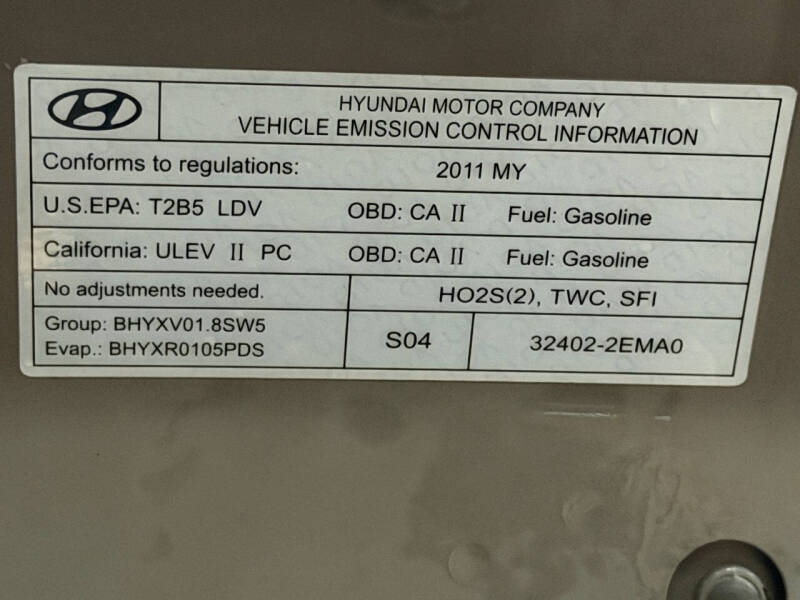 HYUNDAI MOTOR COMPANY
VEHICLE EMISSION CONTROL INFORMATION
Conforms to regulations: 2011 MY
U.S.EPA: T2B5 LDV OBD: CA II Fuel: Gasoline
California: ULEV II PC OBD: CA II Fuel: Gasoline
No adjustments needed. HO2S(2), TWC, SFI
Group: BHYXV01.8SW5
Evap.: BHYXR0105PDS
S04
32402-2EMA0